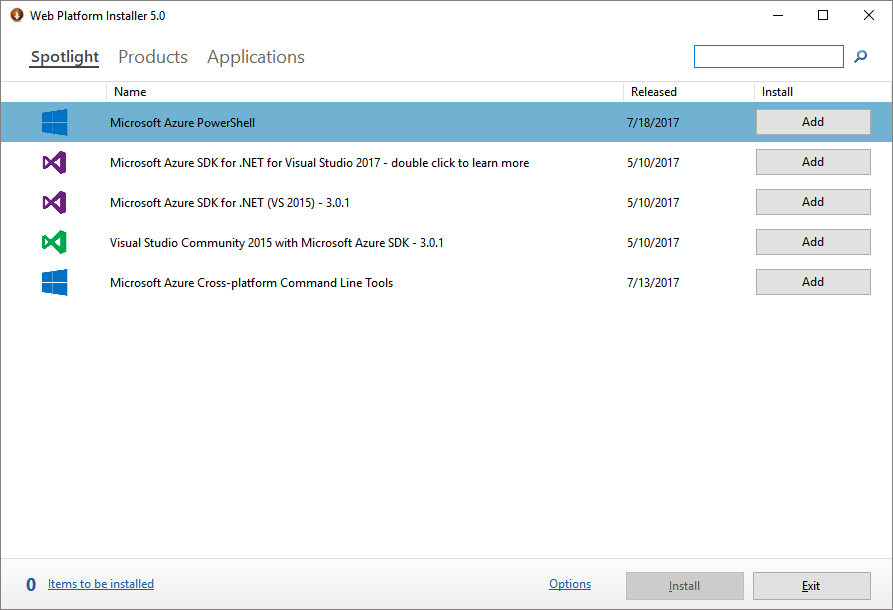 Web Platform Installer 5.0
Spotlight Products Applications
Name Released Install
Microsoft Azure PowerShell 7/18/2017 Add
Microsoft Azure SDK for .NET for Visual Studio 2017 - double click to learn more 5/10/2017 Add
Microsoft Azure SDK for .NET (VS 2015) - 3.0.1 5/10/2017 Add
Visual Studio Community 2015 with Microsoft Azure SDK - 3.0.1 5/10/2017 Add
Microsoft Azure Cross-platform Command Line Tools 7/13/2017 Add
0 Items to be installed Options Install Exit